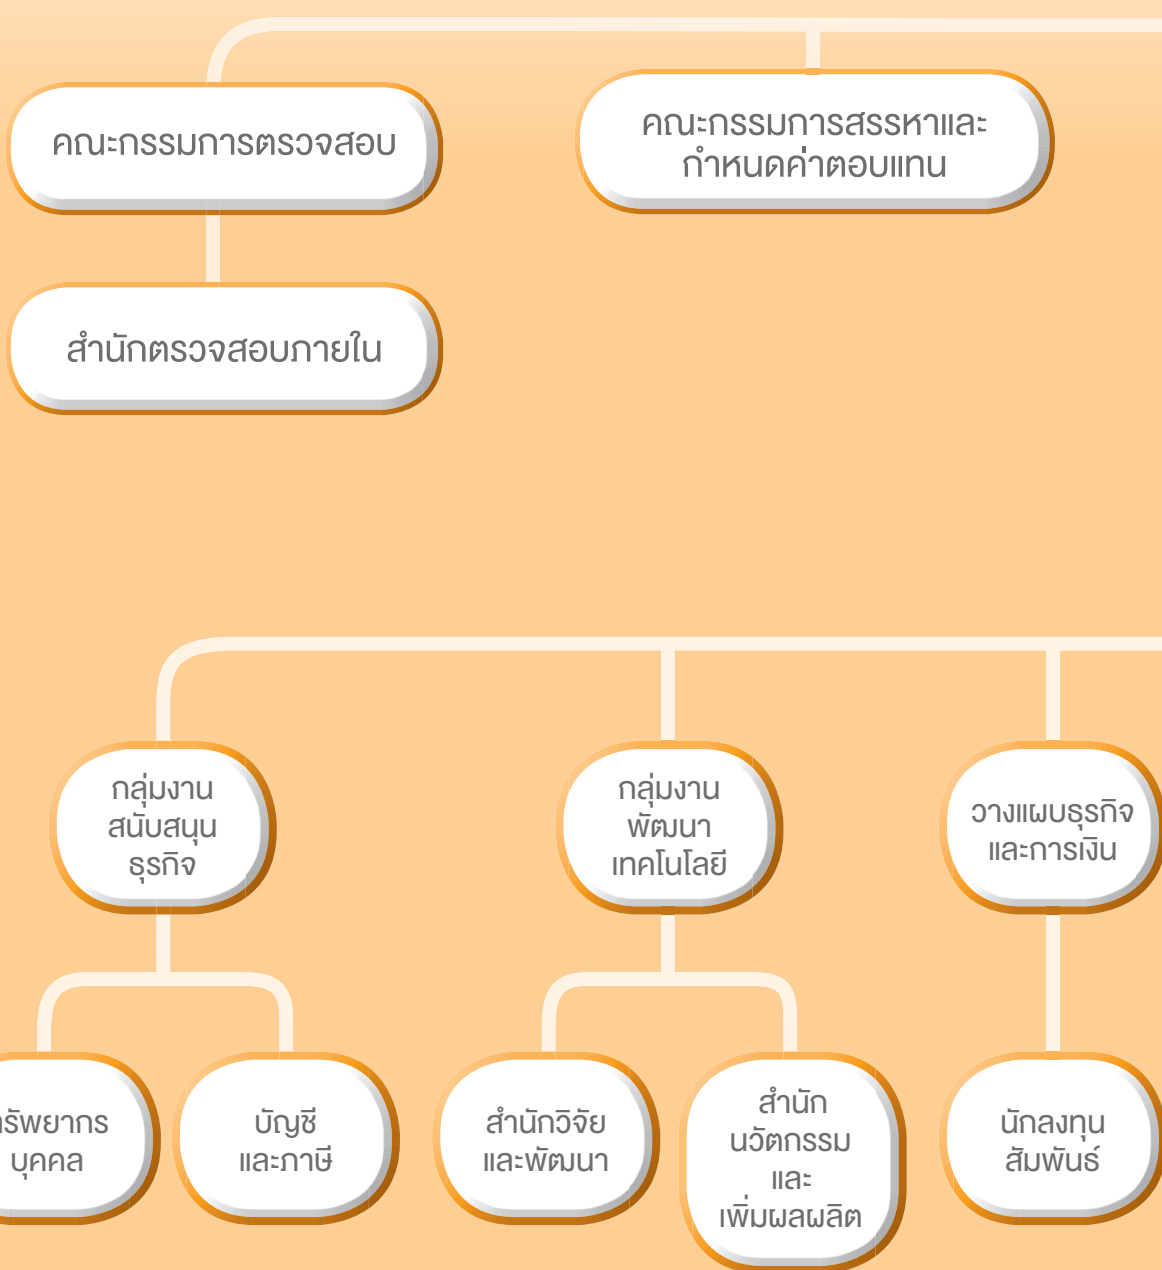 คณะกรรมการตรวจสอบ
คณะกรรมการสรรหาและ
กำหนดค่าตอบแทน
สำนักตรวจสอบภายใน
กลุ่มงาน
สนับสนุน
ธุรกิจ
กลุ่มงาน
พัฒนา
เทคโนโลยี
วางแผนธุรกิจ
และการเงิน
บุคคล
บัญชี
และภาษี
สำนักวิจัย
และพัฒนา
สำนัก
นวัตกรรม
และ
เพิ่มผลผลิต
นักลงทุน
สัมพันธ์